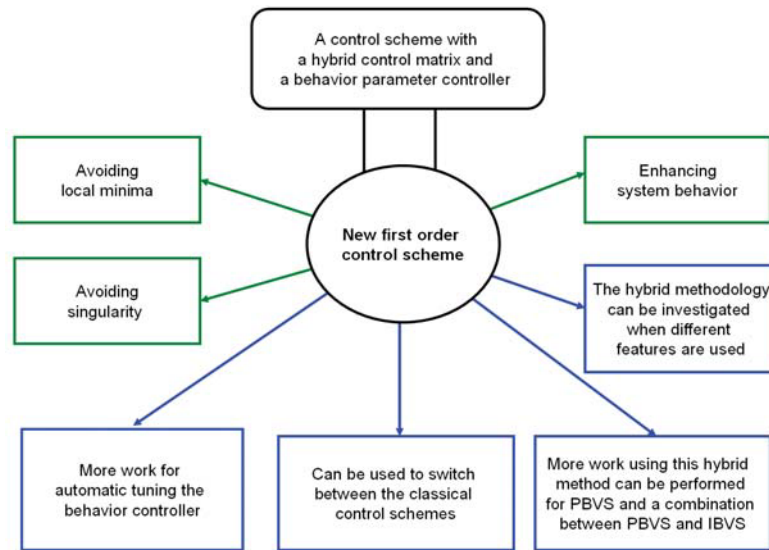 A control scheme with
a hybrid control matrix and
a behavior parameter controller
Avoiding
local minima
Enhancing
system behavior
New first order
control scheme
Avoiding
singularity
The hybrid methodology
can be investigated
when different
features are used
More work for
automatic tuning the
behavior controller
Can be used to switch
between the classical
control schemes
More work using this hybrid
method can be performed
for PBVS and a combination
between PBVS and IBVS